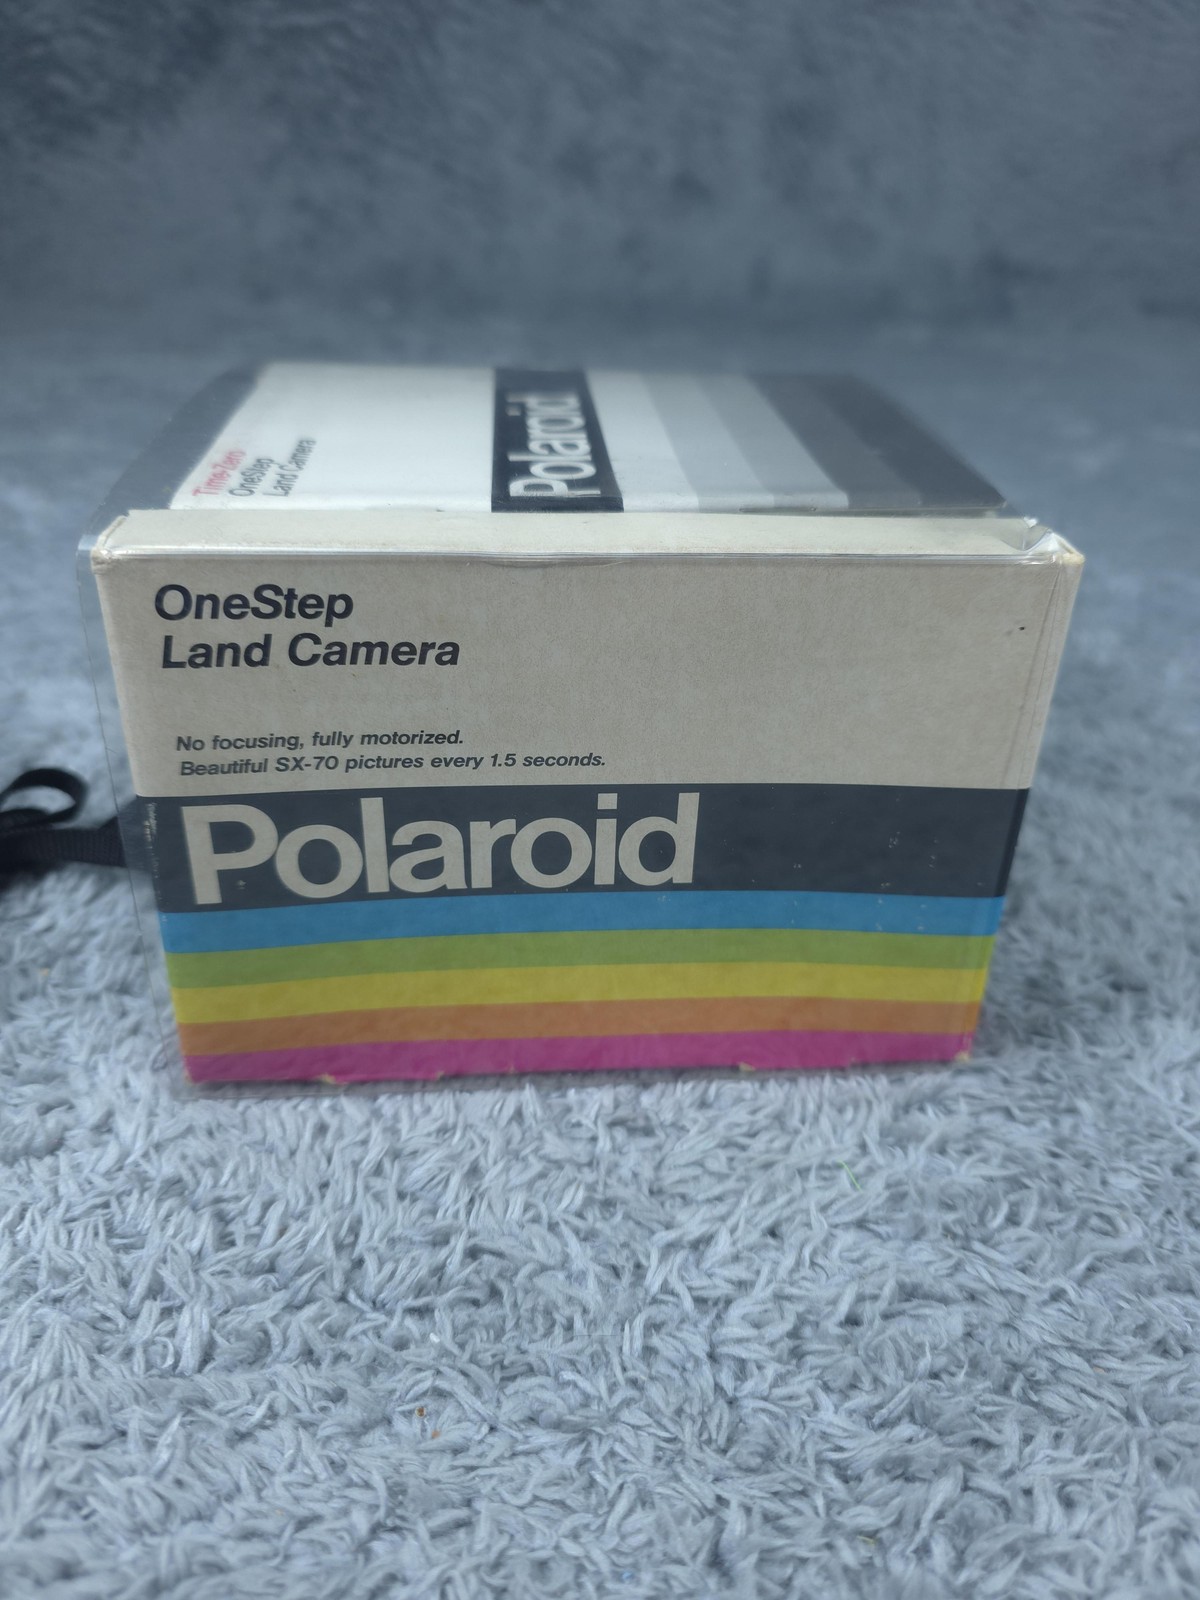 Time-Zero
OneStep
Land Camera
Polaroid
OneStep
Land Camera
No focusing, fully motorized.
Beautiful SX-70 pictures every 1.5 seconds.
Polaroid